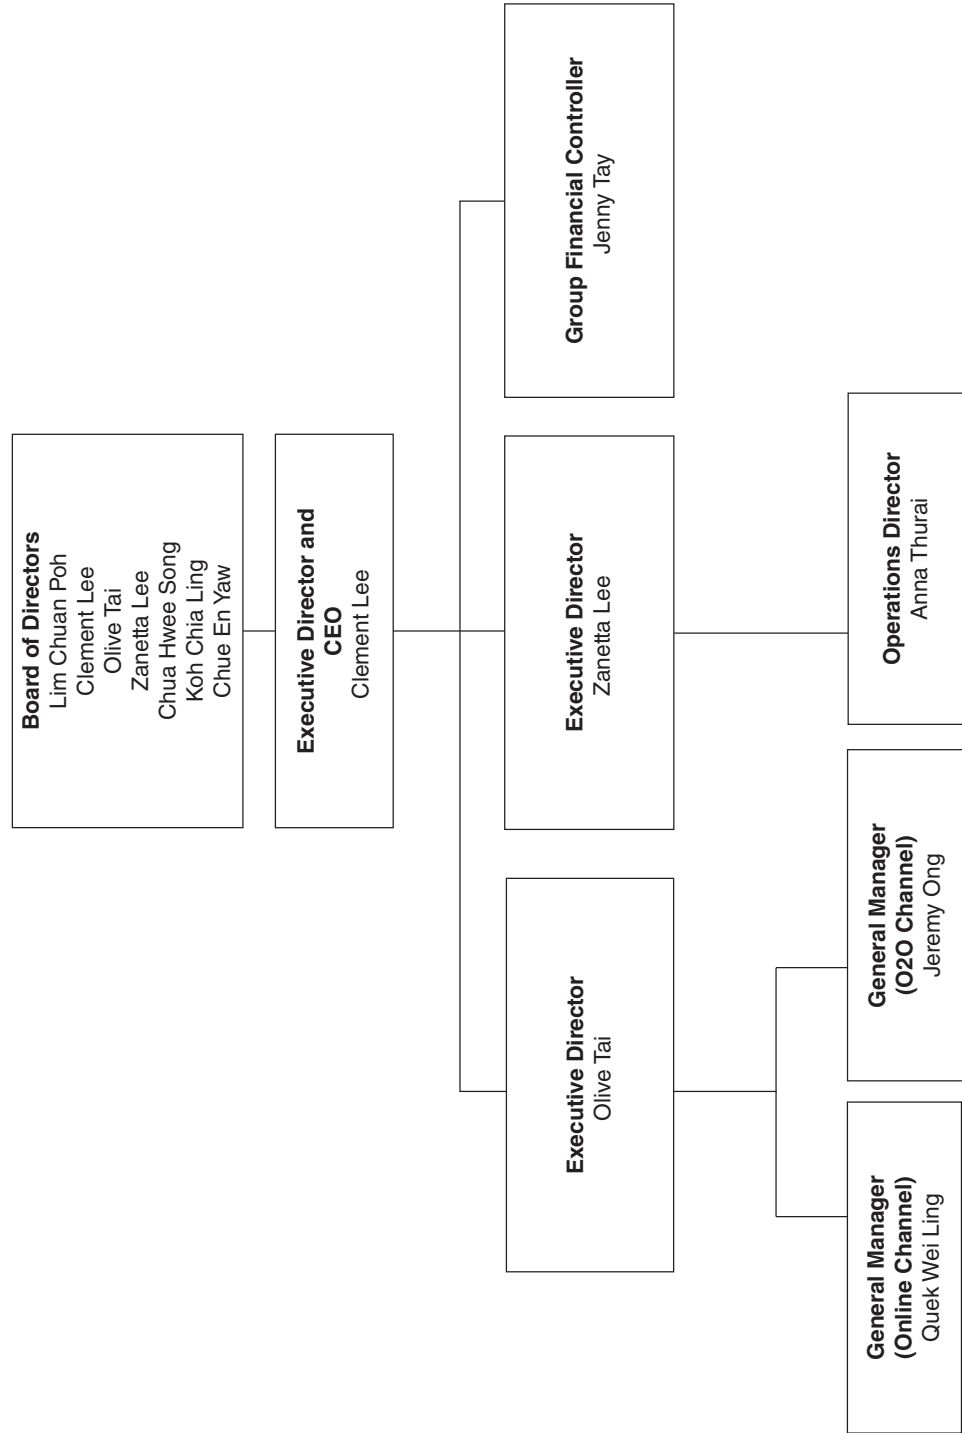 Board of Directors
Lim Chuan Poh
Clement Lee
Olive Tai
Zanetta Lee
Chua Hwee Song
Koh Chia Ling
Chue En Yaw
Executive Director and
CEO
Clement Lee
Executive Director
Olive Tai
Executive Director
Zanetta Lee
Group Financial Controller
Jenny Tay
General Manager
(Online Channel)
Quek Wei Ling
General Manager
(O2O Channel)
Jeremy Ong
Operations Director
Anna Thurai